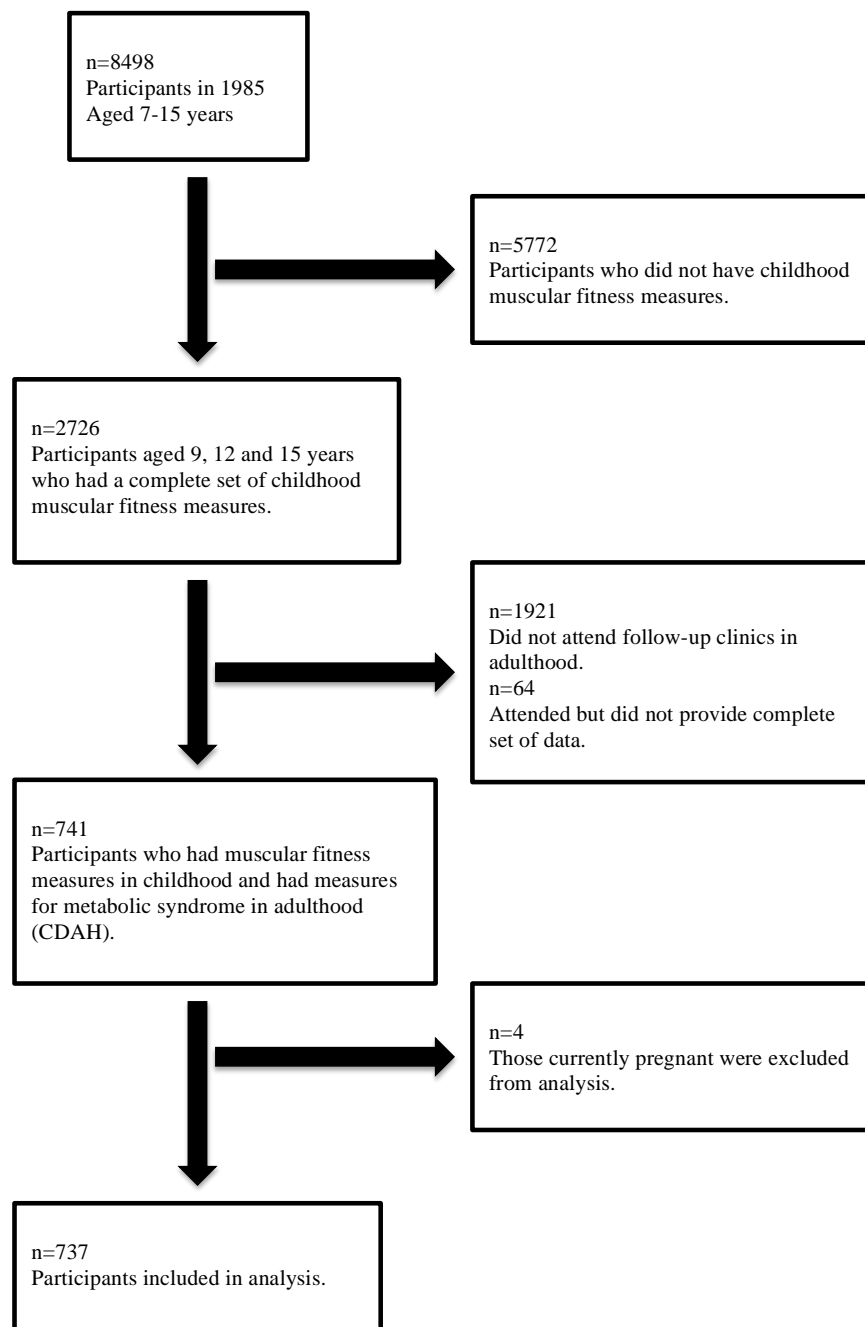 n=8498
Participants in 1985
Aged 7-15 years
n=5772
Participants who did not have childhood
muscular fitness measures.
n=2726
Participants aged 9, 12 and 15 years
who had a complete set of childhood
muscular fitness measures.
n=1921
Did not attend follow-up clinics in
adulthood.
n=64
Attended but did not provide complete
set of data.
n=741
Participants who had muscular fitness
measures in childhood and had measures
for metabolic syndrome in adulthood
(CDAH).
n=4
Those currently pregnant were excluded
from analysis.
n=737
Participants included in analysis.